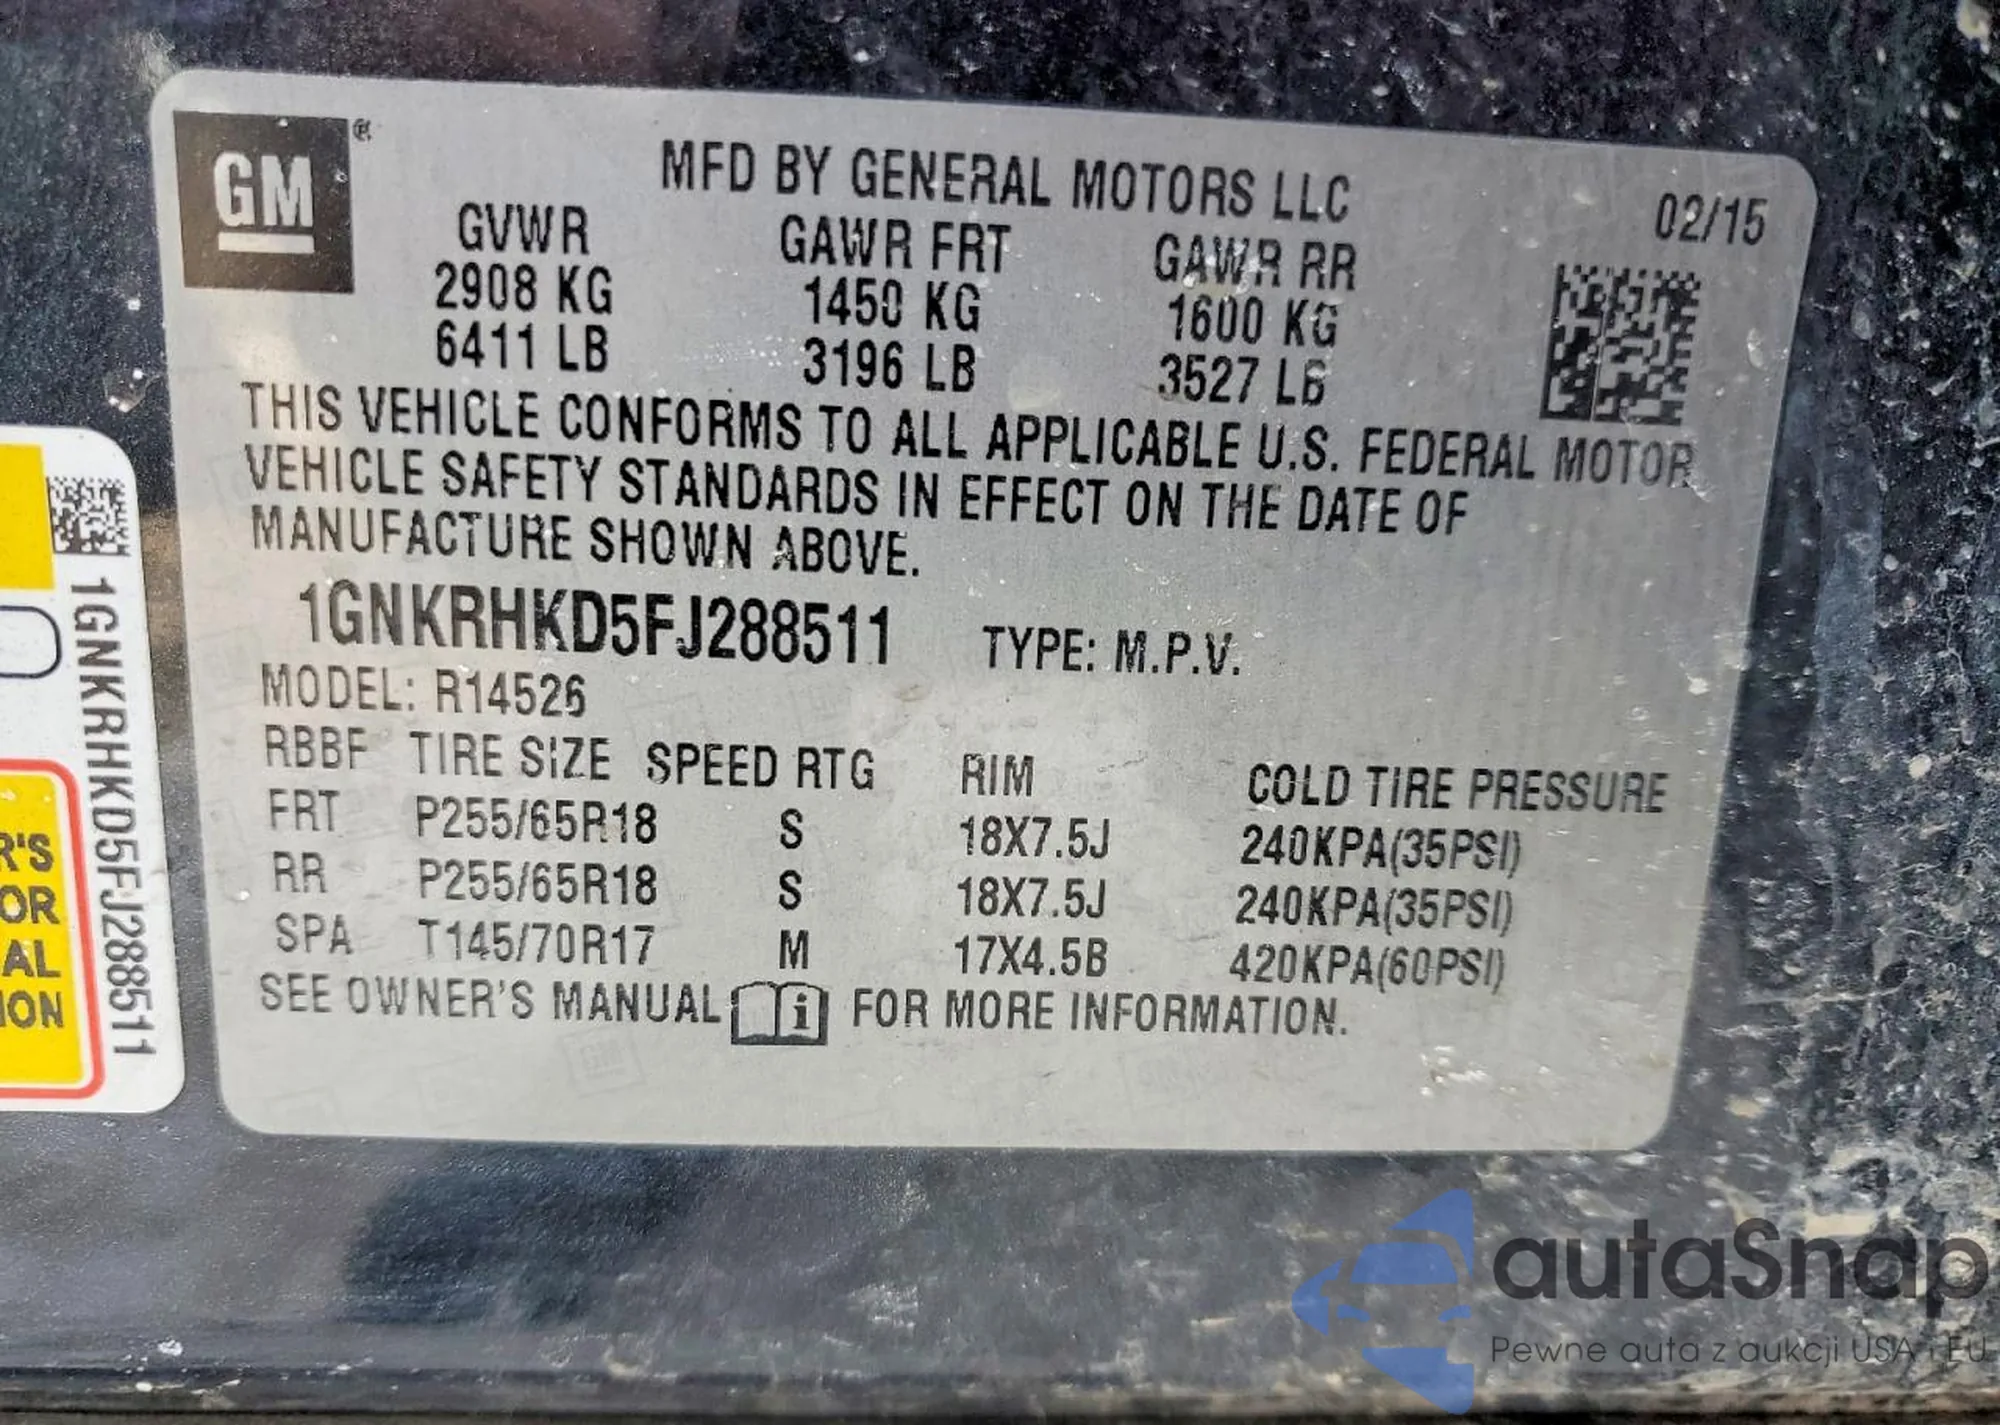 GM
®
MFD BY GENERAL MOTORS LLC
02/15
GVWR GAWR FRT GAWR RR
2908 KG 1450 KG 1600 KG
6411 LB 3196 LB 3527 LB
THIS VEHICLE CONFORMS TO ALL APPLICABLE U.S. FEDERAL MOTOR
VEHICLE SAFETY STANDARDS IN EFFECT ON THE DATE OF
MANUFACTURE SHOWN ABOVE.
1GNKRHKD5FJ288511 TYPE: M.P.V.
MODEL: R14526
RBBF TIRE SIZE SPEED RTG RIM COLD TIRE PRESSURE
FRT P255/65R18 S 18X7.5J 240KPA(35PSI)
RR P255/65R18 S 18X7.5J 240KPA(35PSI)
SPA T145/70R17 M 17X4.5B 420KPA(60PSI)
SEE OWNER'S MANUAL i FOR MORE INFORMATION.
1GNKRHKD5FJ288511
R'S
OR
AL
ION
autaSnap
Pewne auta z aukcji USA i EU